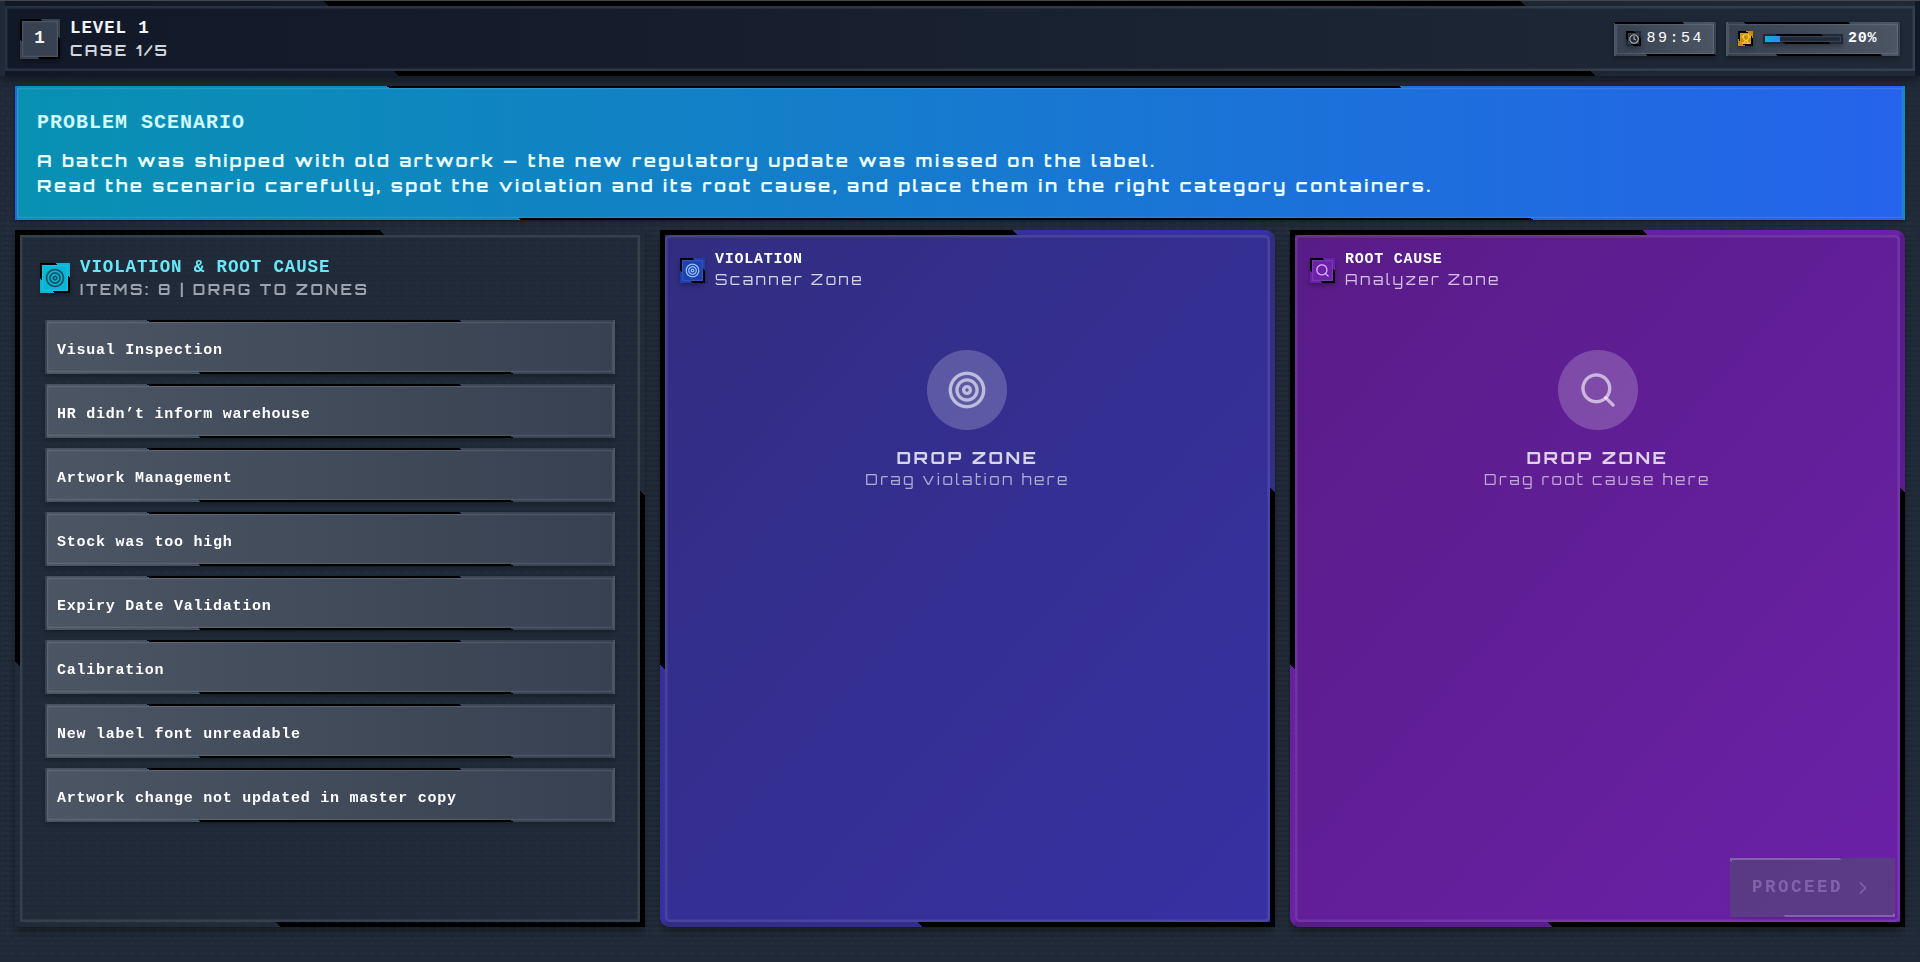 1
LEVEL 1
CASE 1/5
89:54
20%
PROBLEM SCENARIO
A batch was shipped with old artwork – the new regulatory update was missed on the label.
Read the scenario carefully, spot the violation and its root cause, and place them in the right category containers.
VIOLATION & ROOT CAUSE
ITEMS: 8 | DRAG TO ZONES
Visual Inspection
HR didn’t inform warehouse
Artwork Management
Stock was too high
Expiry Date Validation
Calibration
New label font unreadable
Artwork change not updated in master copy
VIOLATION
Scanner Zone
DROP ZONE
Drag violation here
ROOT CAUSE
Analyzer Zone
DROP ZONE
Drag root cause here
PROCEED